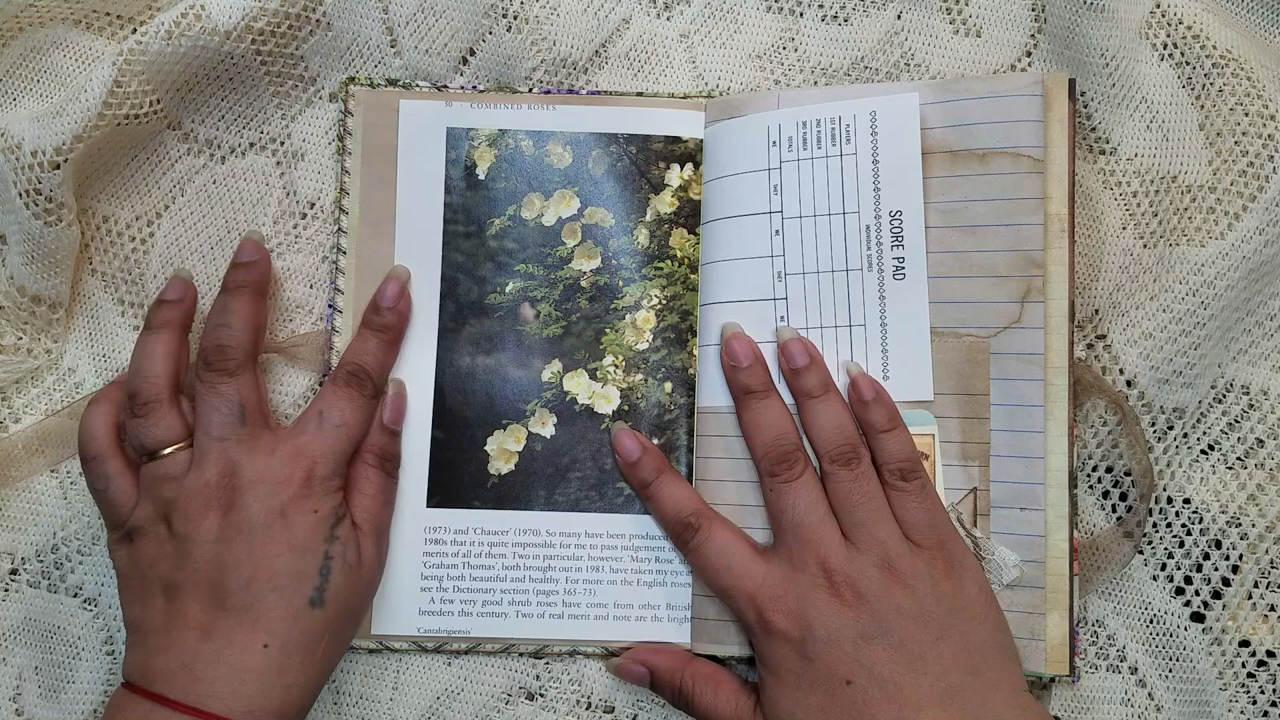 50 · COMBINED ROSES
(1973) and 'Chaucer' (1970). So many have been produced
1980s that it is quite impossible for me to pass judgement
merits of all of them. Two in particular, however, 'Mary Rose'
'Graham Thomas', both brought out in 1983, have taken my eye
being both beautiful and healthy. For more on the English roses
see the Dictionary section (pages 365–73).
A few very good shrub roses have come from other British
breeders this century. Two of real merit and note are the bright
'Cantabrigiensis'
SCORE PAD
INDIVIDUAL SCORES
PLAYERS
1ST RUBBER
2ND RUBBER
3RD RUBBER
TOTALS
WE
THEY
WE
THEY
WE